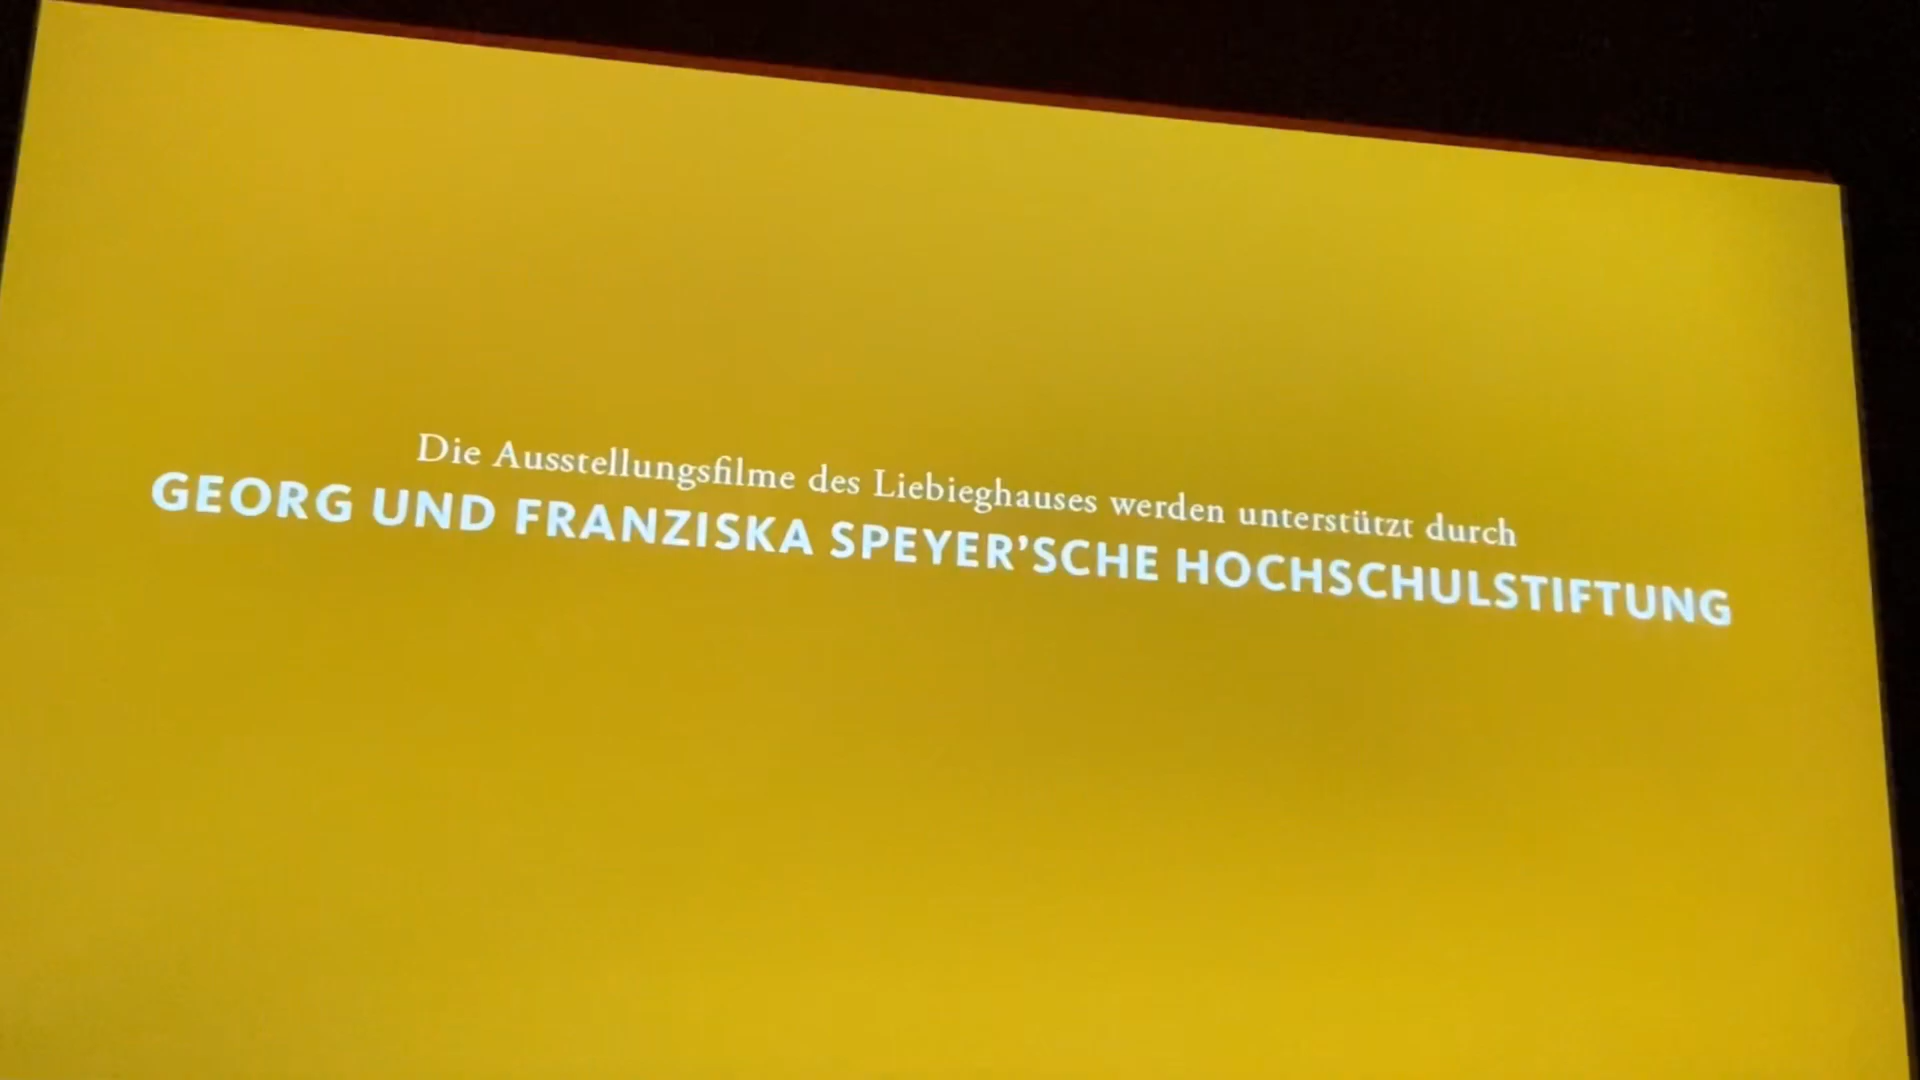 Die Ausstellungsfilme des Liebieghauses werden unterstützt durch
GEORG UND FRANZISKA SPEYER’SCHE HOCHSCHULSTIFTUNG